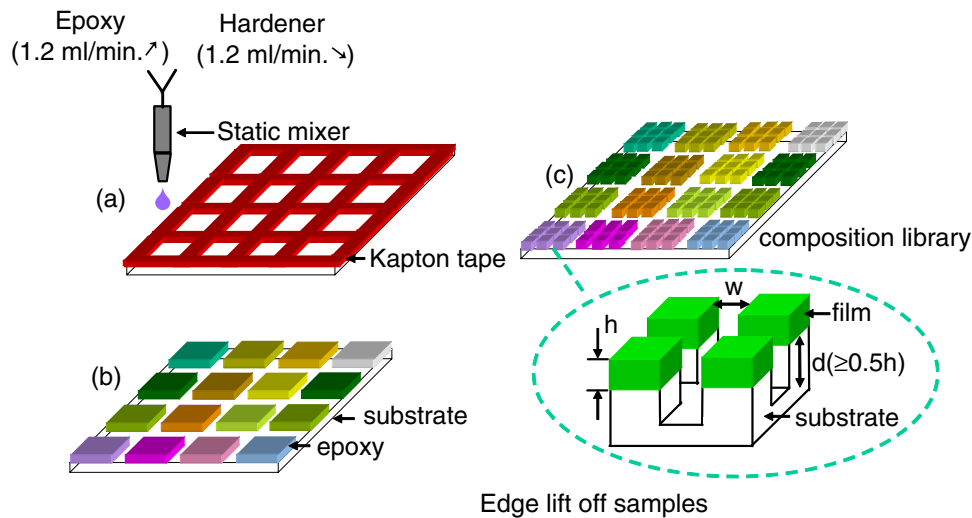 Epoxy
(1.2 ml/min.↗)
Hardener
(1.2 ml/min.↘)
Static mixer
(a)
Kapton tape
(b)
substrate
epoxy
(c)
composition library
w
h
film
d(≥0.5h)
substrate
Edge lift off samples